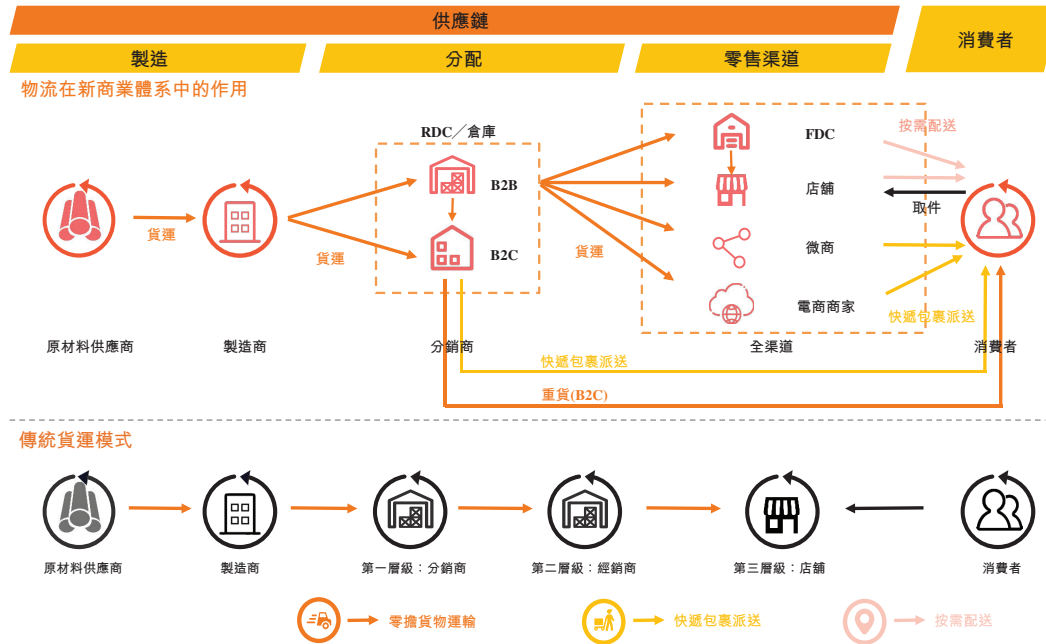 供應鏈
消費者
製造
分配
零售渠道
物流在新商業體系中的作用
RDC／倉庫
FDC
按需配送
B2B
店舖
取件
貨運
貨運
B2C
貨運
微商
電商商家
快遞包裹派送
原材料供應商
製造商
分銷商
全渠道
消費者
快遞包裹派送
重貨(B2C)
傳統貨運模式
原材料供應商
製造商
第一層級：分銷商
第二層級：經銷商
第三層級：店舖
消費者
零擔貨物運輸
快遞包裹派送
按需配送